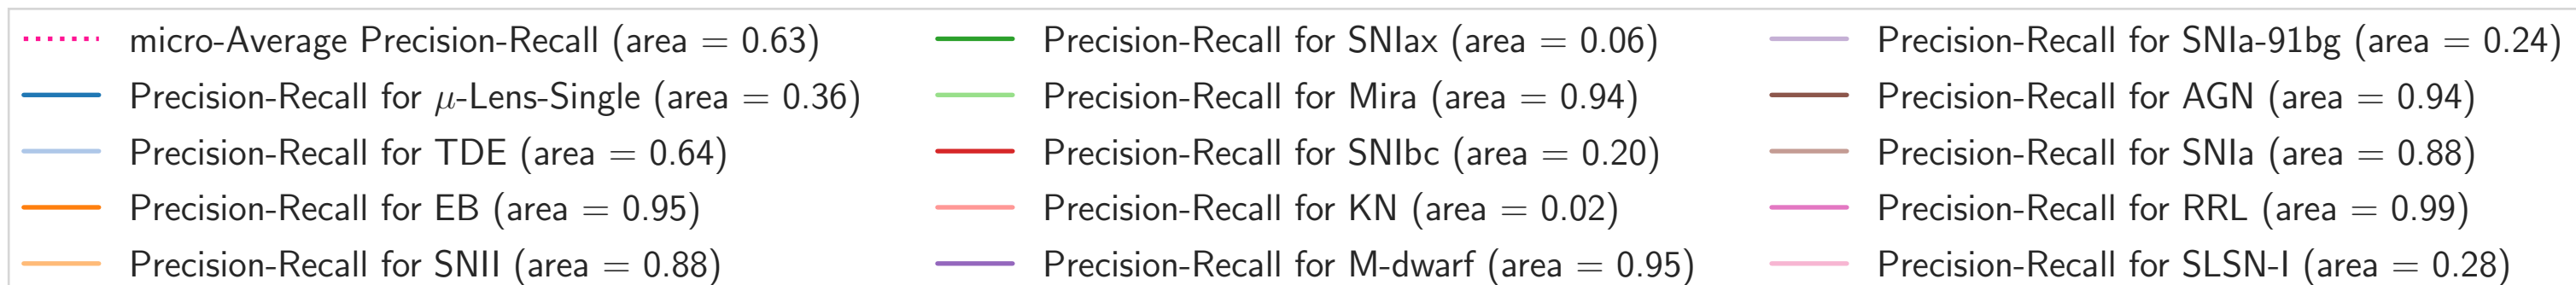 micro-Average Precision-Recall (area = 0.63)
Precision-Recall for μ-Lens-Single (area = 0.36)
Precision-Recall for TDE (area = 0.64)
Precision-Recall for EB (area = 0.95)
Precision-Recall for SNII (area = 0.88)
Precision-Recall for SNIax (area = 0.06)
Precision-Recall for Mira (area = 0.94)
Precision-Recall for SNIbc (area = 0.20)
Precision-Recall for KN (area = 0.02)
Precision-Recall for M-dwarf (area = 0.95)
Precision-Recall for SNIa-91bg (area = 0.24)
Precision-Recall for AGN (area = 0.94)
Precision-Recall for SNIa (area = 0.88)
Precision-Recall for RRL (area = 0.99)
Precision-Recall for SLSN-I (area = 0.28)